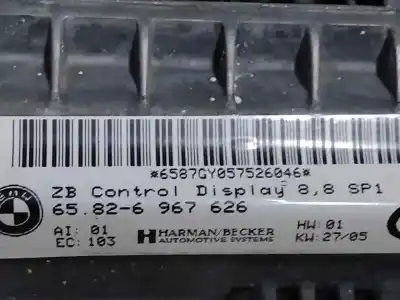 *6587GY057526046*
ZB Control Display 8,8 SP1
65.82-6 967 626
AI: 01
EC: 103
HARMAN/BECKER
AUTOMOTIVE SYSTEMS
HW: 01
KW: 27/05